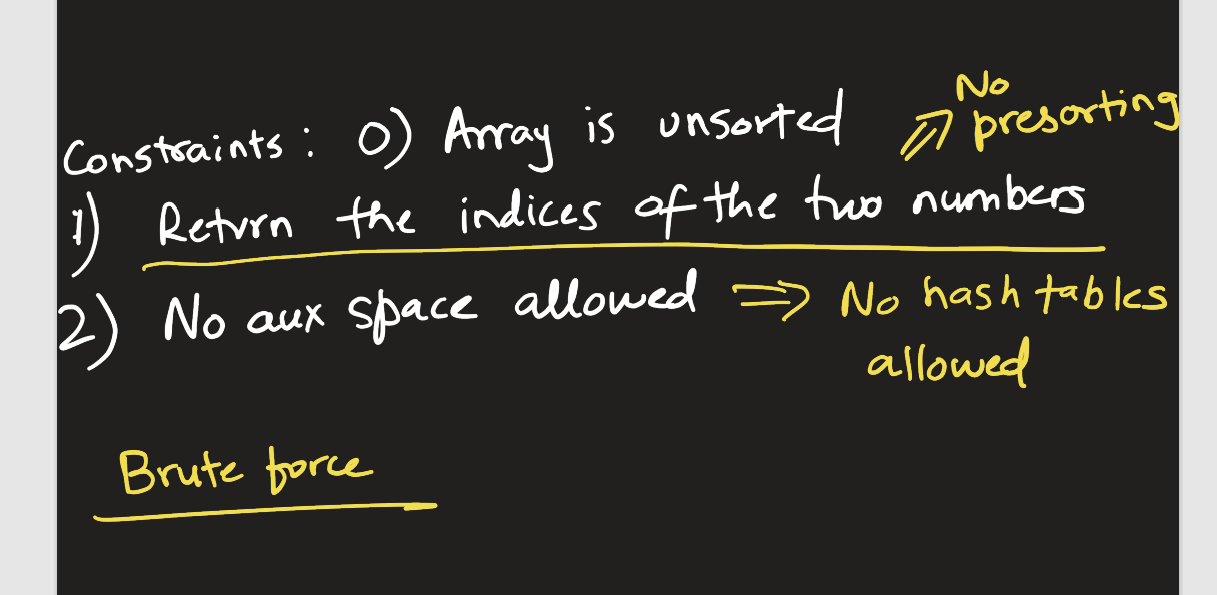 Constraints: 0) Array is unsorted ⇗ No presorting
1) Return the indices of the two numbers
2) No aux space allowed ⇒ No hash tables
allowed
Brute force